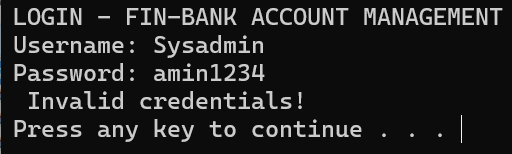 LOGIN - FIN-BANK ACCOUNT MANAGEMENT
Username: Sysadmin
Password: amin1234
Invalid credentials!
Press any key to continue . . .